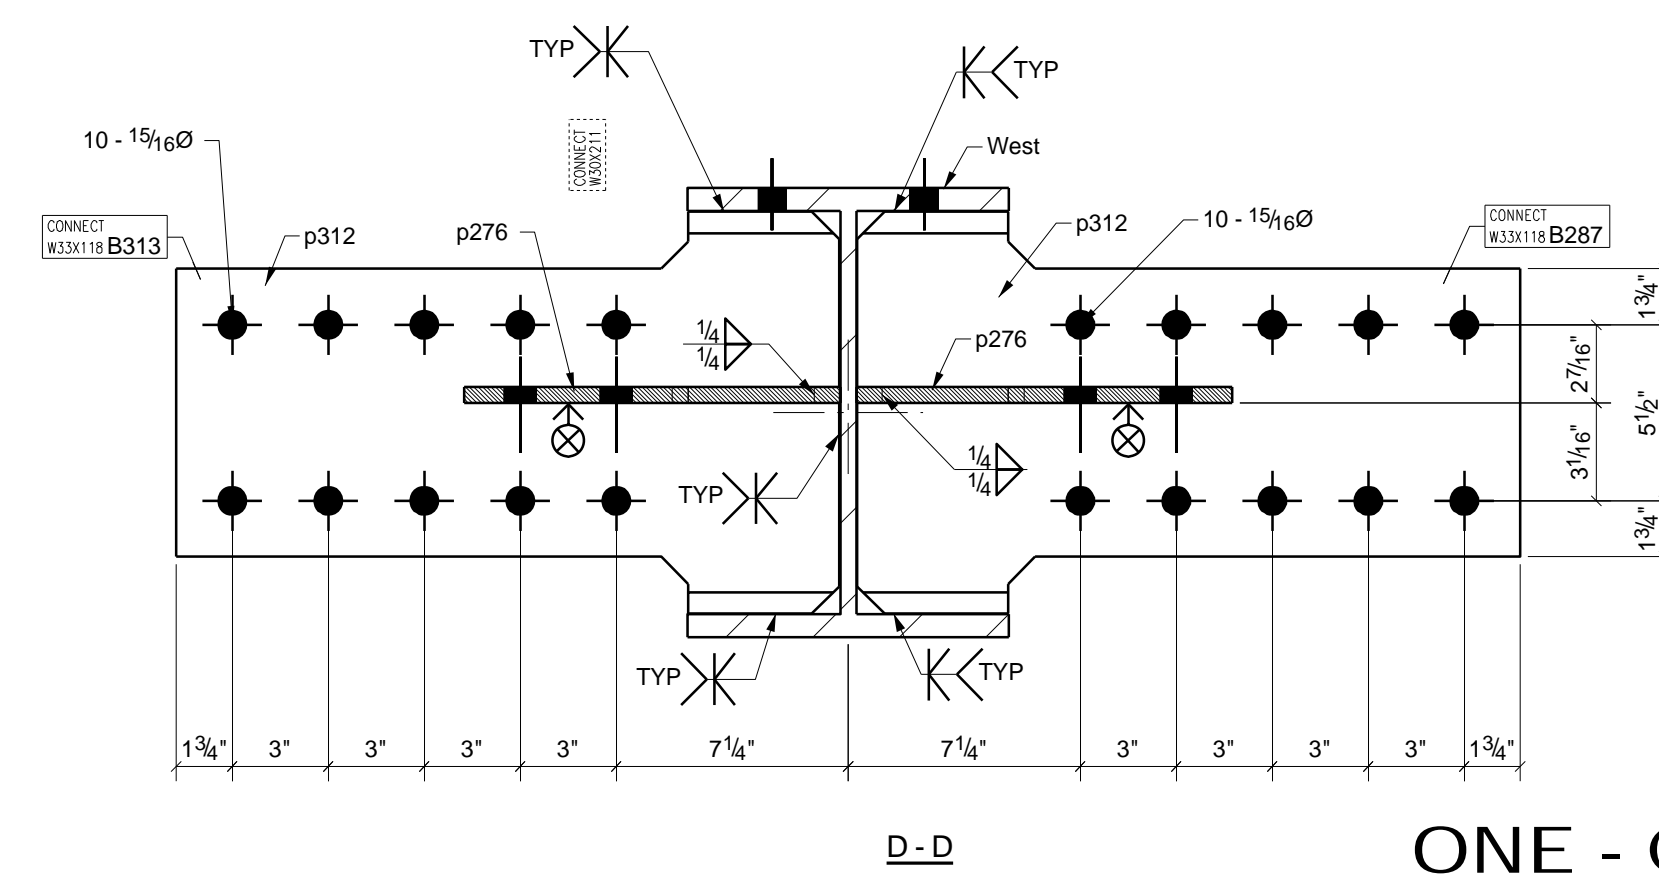 TYP
TYP
10 - 15/16Ø
CONNECT
W30X211
West
CONNECT
W33X118 B313
p312
p276
p312
10 - 15/16Ø
CONNECT
W33X118 B287
1 3/4"
1/4
1/4
p276
2 7/16"
5 1/2"
3 1/16"
1/4
1/4
TYP
1 3/4"
TYP
TYP
1 3/4" 3" 3" 3" 3" 7 1/4" 7 1/4" 3" 3" 3" 3" 1 3/4"
D - D
ONE -